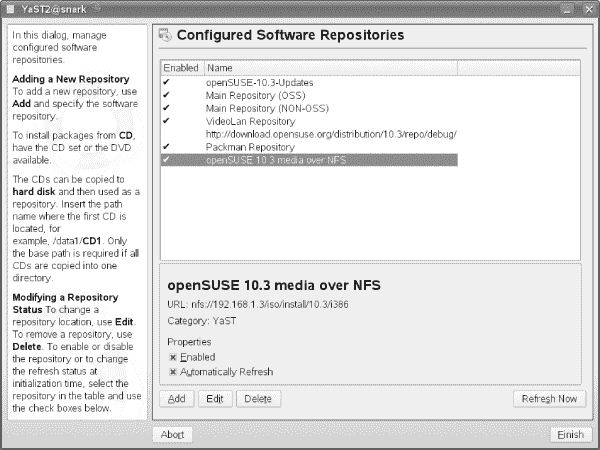 YaST2@snark
In this dialog, manage
configured software
repositories.
Adding a New Repository
To add a new repository, use
Add and specify the software
repository.
To install packages from CD,
have the CD set or the DVD
available.
The CDs can be copied to
hard disk and then used as a
repository. Insert the path
name where the first CD is
located, for
example, /data1/CD1. Only
the base path is required if all
CDs are copied into one
directory.
Modifying a Repository
Status To change a
repository location, use Edit.
To remove a repository, use
Delete. To enable or disable
the repository or to change
the refresh status at
initialization time, select the
repository in the table and use
the check boxes below.
Configured Software Repositories
Enabled Name
✔ openSUSE-10.3-Updates
✔ Main Repository (OSS)
✔ Main Repository (NON-OSS)
✔ VideoLan Repository
http://download.opensuse.org/distribution/10.3/repo/debug/
✔ Packman Repository
✔ openSUSE 10 3 media over NFS
openSUSE 10.3 media over NFS
URL: nfs://192.168.1.3/iso/install/10.3/i386
Category: YaST
Properties
Enabled
Automatically Refresh
Add Edit Delete Refresh Now
Abort Finish